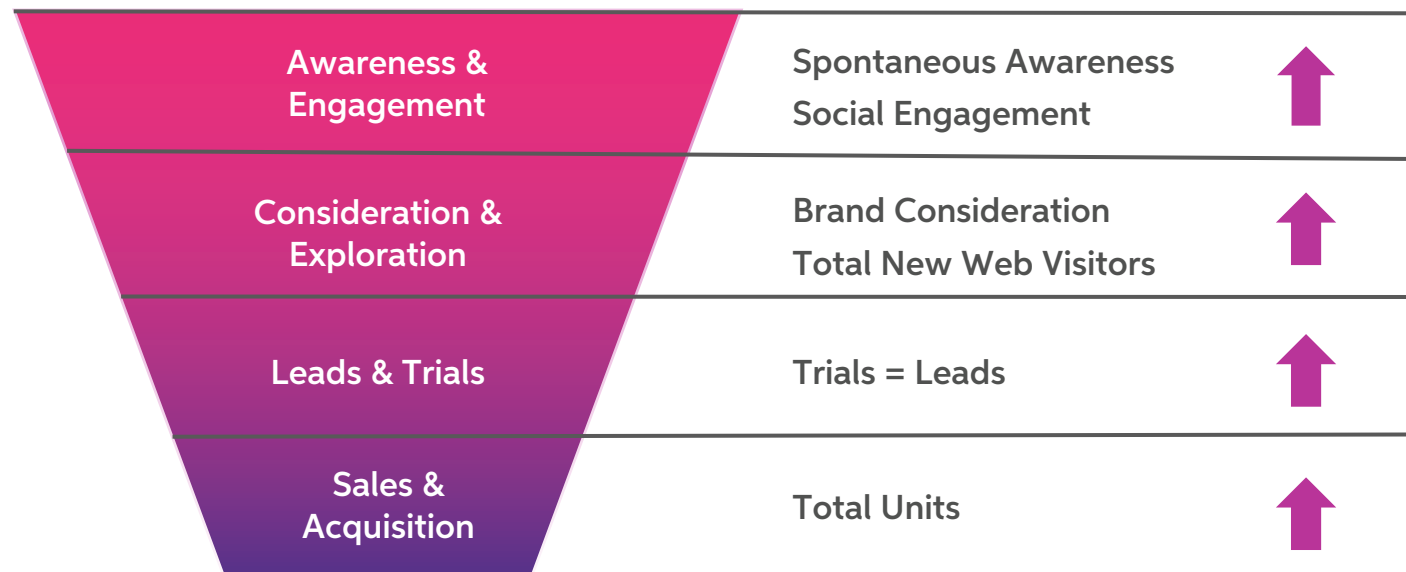 Awareness &
Engagement
Spontaneous Awareness
Social Engagement
Consideration &
Exploration
Brand Consideration
Total New Web Visitors
Leads & Trials
Trials = Leads
Sales &
Acquisition
Total Units